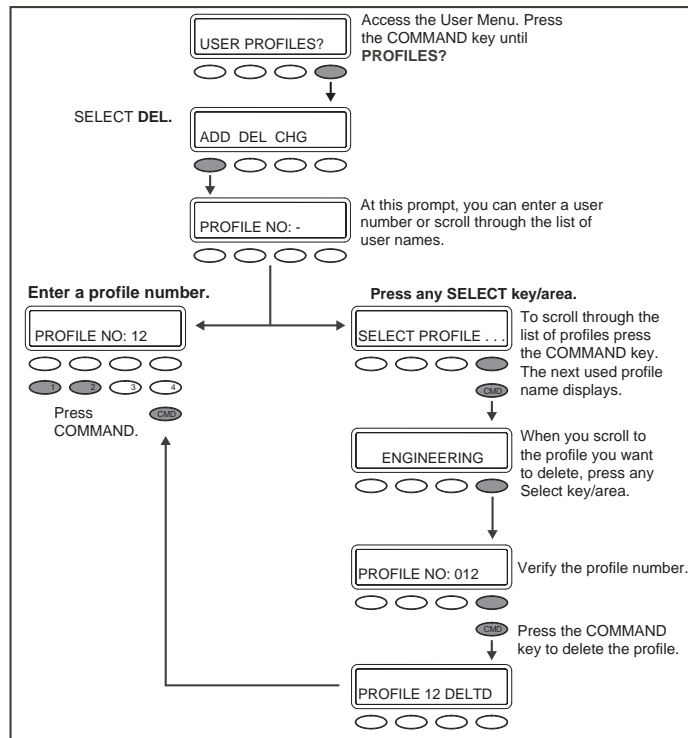 USER PROFILES?
Access the User Menu. Press
the COMMAND key until
PROFILES?
SELECT DEL.
ADD DEL CHG
PROFILE NO: -
At this prompt, you can enter a user
number or scroll through the list of
user names.
Enter a profile number.
PROFILE NO: 12
1 2 3 4
Press
COMMAND.
CMD
Press any SELECT key/area.
SELECT PROFILE . . .
To scroll through the
list of profiles press
the COMMAND key.
The next used profile
name displays.
CMD
ENGINEERING
When you scroll to
the profile you want
to delete, press any
Select key/area.
PROFILE NO: 012
Verify the profile number.
CMD
Press the COMMAND
key to delete the profile.
PROFILE 12 DELTD